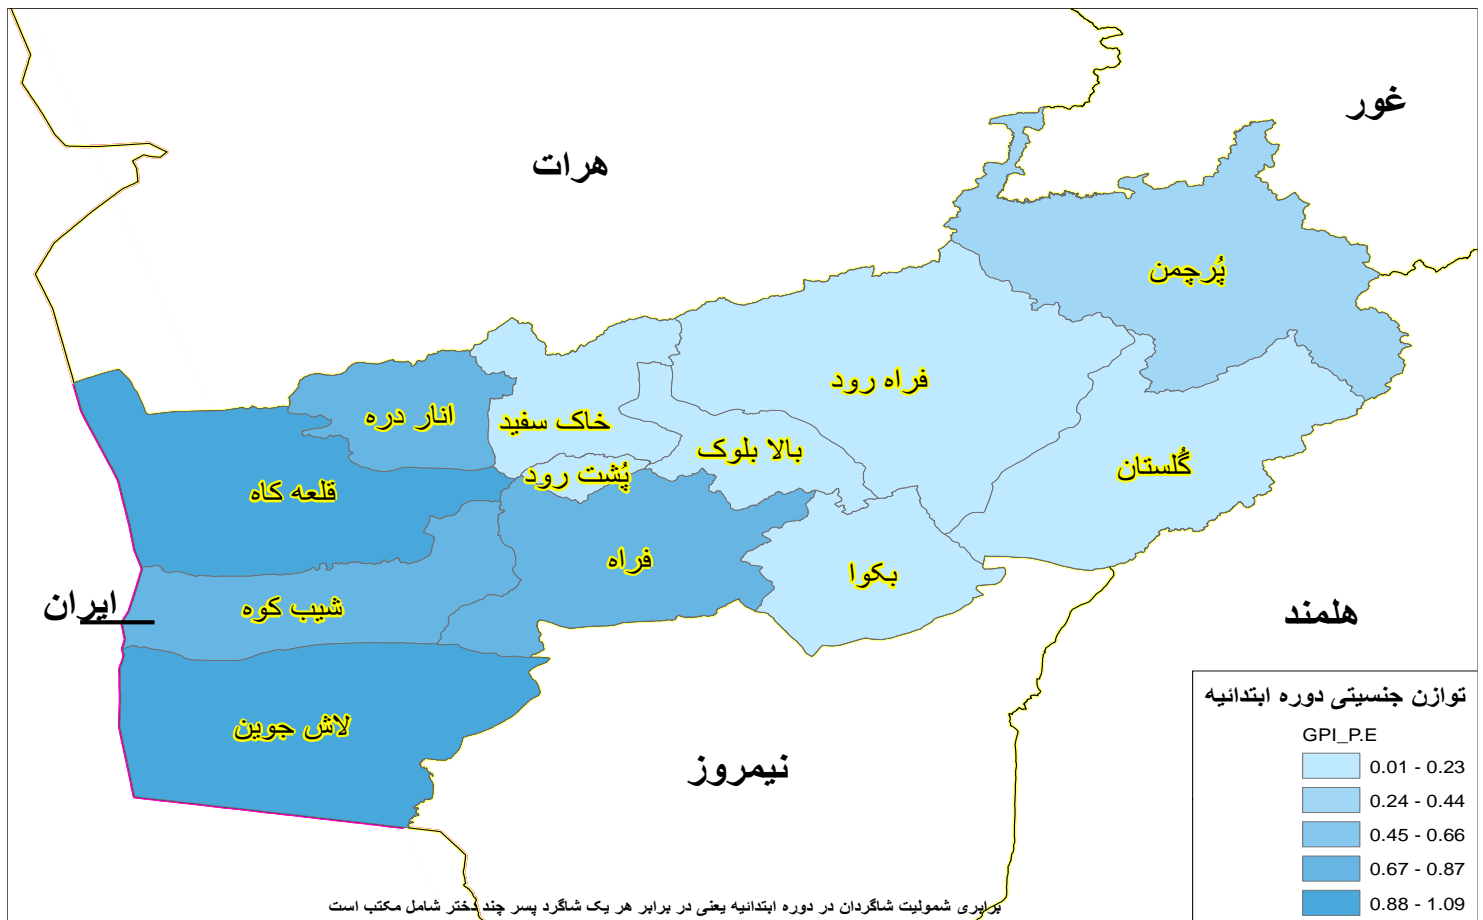 غور
هرات
پُرچمن
فراه رود
انار دره
خاک سفید
بالا بلوک
گُلستان
پُشت رود
قلعه کاه
فراه
بکوا
شیب کوه
ایران
هلمند
لاش جوین
نیمروز
توازن جنسیتی دوره ابتدائیه
GPI_P.E
0.01 - 0.23
0.24 - 0.44
0.45 - 0.66
0.67 - 0.87
0.88 - 1.09
برابری شمولیت شاگردان در دوره ابتدائیه یعنی در برابر هر یک شاگرد پسر چند دختر شامل مکتب است